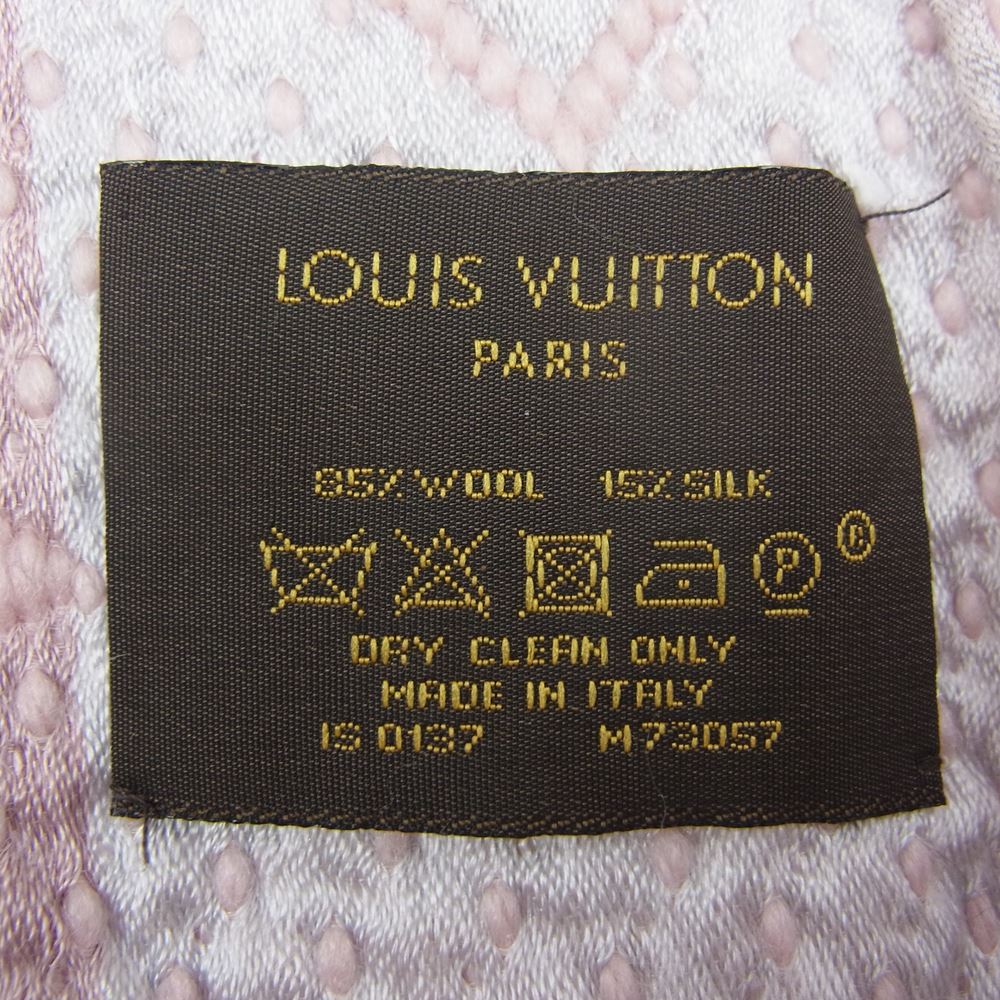 LOUIS VUITTON
PARIS
85% WOOL 15% SILK
P ®
DRY CLEAN ONLY
MADE IN ITALY
IS 0137 M73057